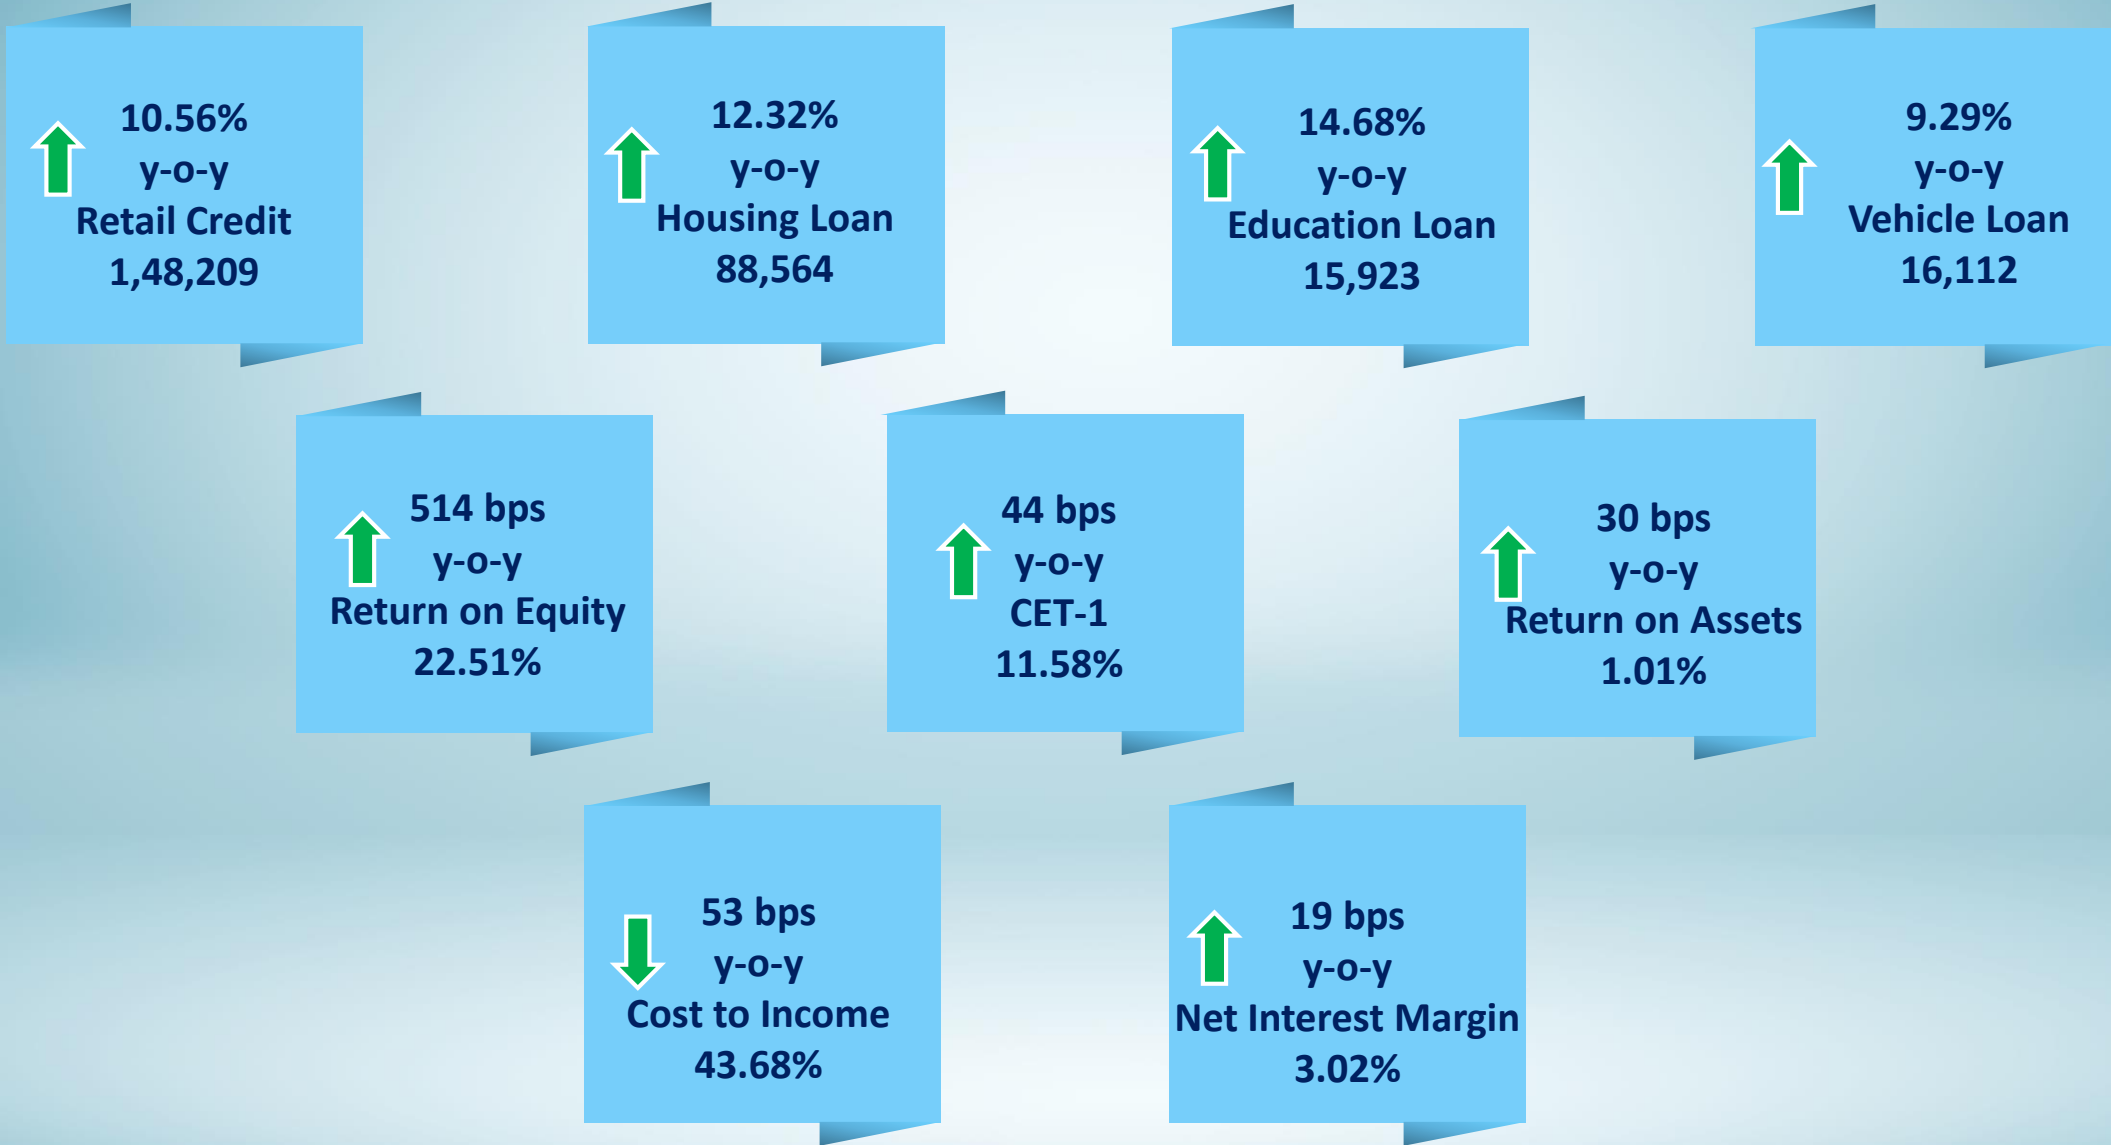 10.56%
y-o-y
Retail Credit
1,48,209
12.32%
y-o-y
Housing Loan
88,564
14.68%
y-o-y
Education Loan
15,923
9.29%
y-o-y
Vehicle Loan
16,112
514 bps
y-o-y
Return on Equity
22.51%
44 bps
y-o-y
CET-1
11.58%
30 bps
y-o-y
Return on Assets
1.01%
53 bps
y-o-y
Cost to Income
43.68%
19 bps
y-o-y
Net Interest Margin
3.02%